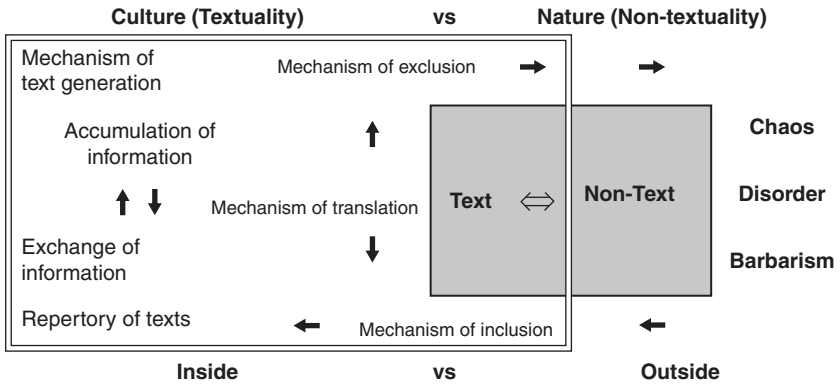 Culture (Textuality) vs Nature (Non-textuality)
Mechanism of
text generation
Mechanism of exclusion
Accumulation of
information
Chaos
Mechanism of translation
Text
Non-Text
Disorder
Exchange of
information
Barbarism
Repertory of texts
Mechanism of inclusion
Inside vs Outside